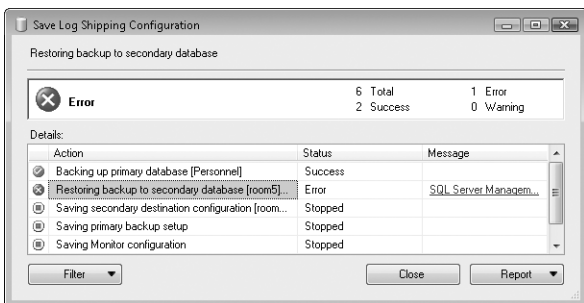 Save Log Shipping Configuration
Restoring backup to secondary database
Error
6 Total
1 Error
2 Success
0 Warning
Details:
Action Status Message
Backing up primary database [Personnel] Success
Restoring backup to secondary database [room5]... Error SQL Server Managem...
Saving secondary destination configuration [room... Stopped
Saving primary backup setup Stopped
Saving Monitor configuration Stopped
Filter Close Report